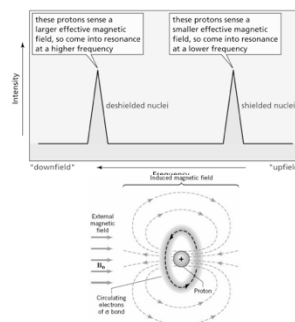 these protons sense a
larger effective magnetic
field, so come into resonance
at a higher frequency
these protons sense a
smaller effective magnetic
field, so come into resonance
at a lower frequency
Intensity
deshielded nuclei
shielded nuclei
"downfield"
"upfiel
Induced magnetic field
External
magnetic
field
B₀
Proton
Circulating
electrons
of σ bond